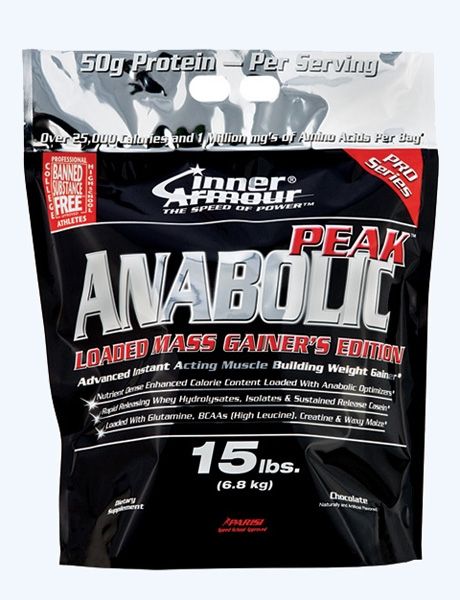 50g Protein — Per Serving
Over 25,000 Calories and 1 Million mg's of Amino Acids Per Bag*
PROFESSIONAL
COLLEGE
BANNED
SUBSTANCE
FREE
HIGH SCHOOL
ATHLETES
PRO
Series
inner®
Armour
THE SPEED OF POWER™
PEAK™
ANABOLIC
LOADED MASS GAINER'S EDITION
Advanced Instant Acting Muscle Building Weight Gainer*
Nutrient Dense Enhanced Calorie Content Loaded With Anabolic Optimizers*
Rapid Releasing Whey Hydrolysates, Isolates & Sustained Release Casein*
Loaded With Glutamine, BCAAs (High Leucine), Creatine & Waxy Maize*
15 lbs.
(6.8 kg)
Dietary
Supplement
Chocolate
Naturally and Artificial Flavored
PARISI
Speed School Approved